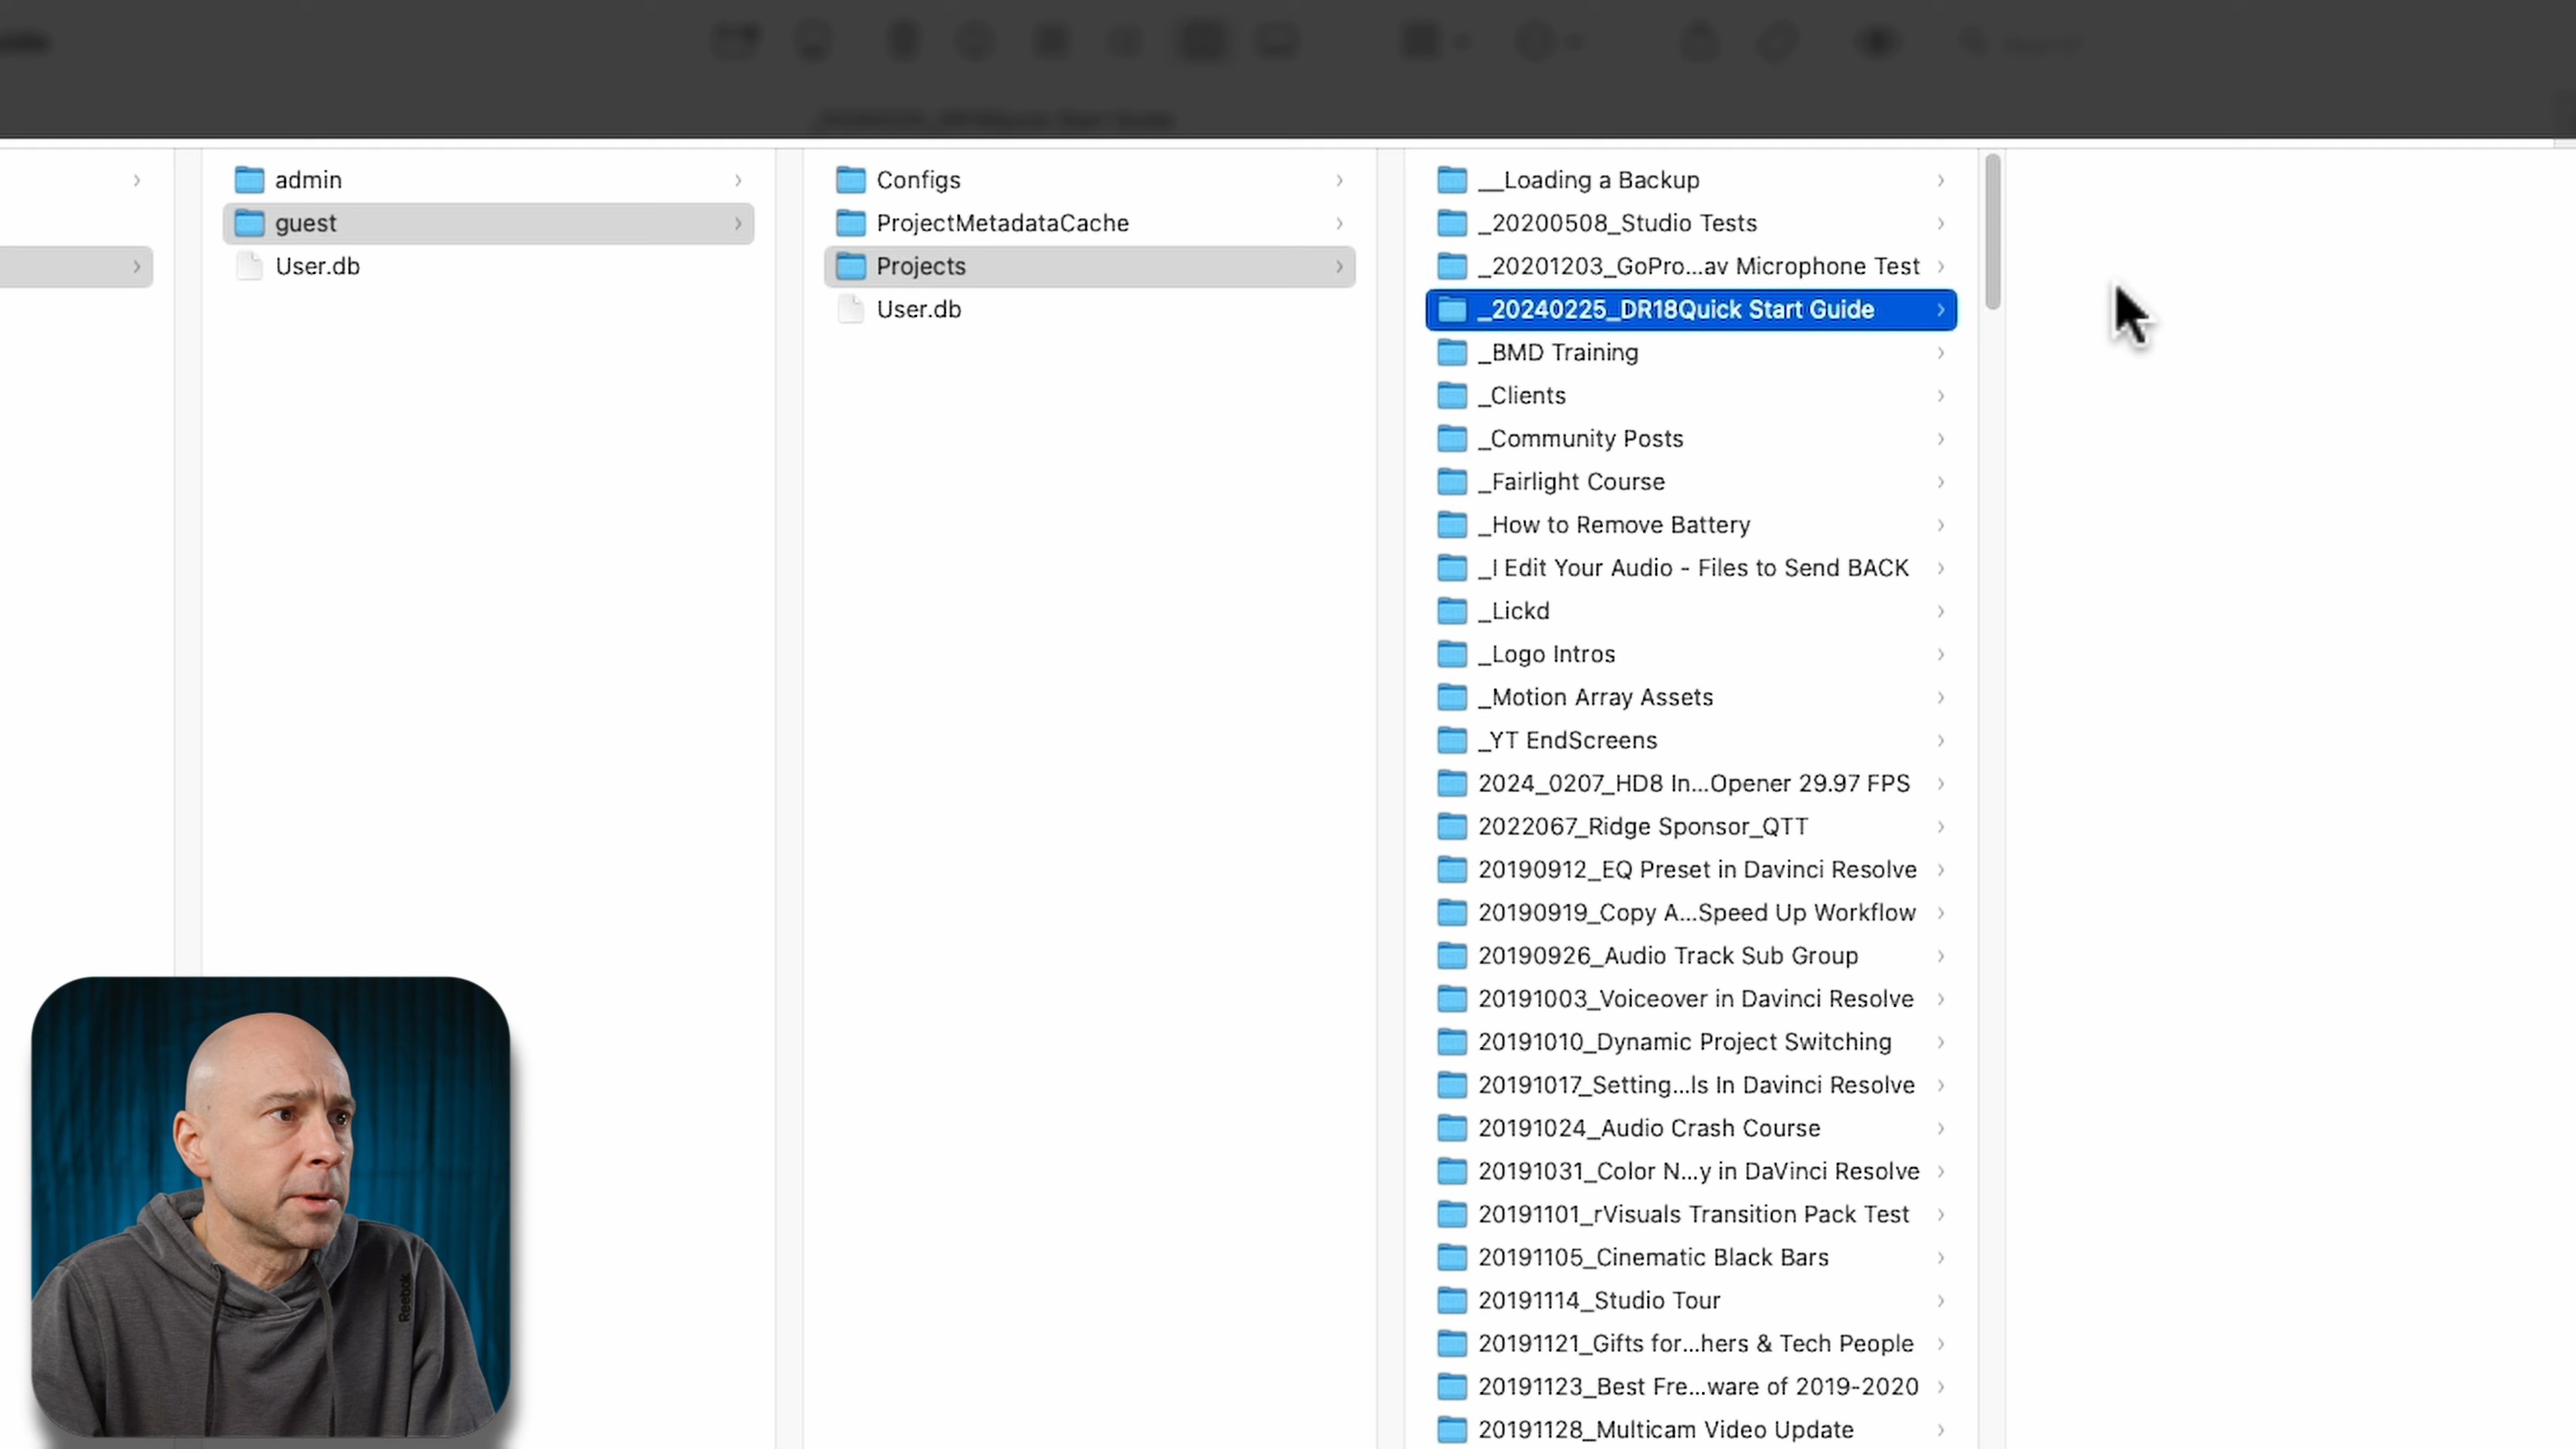 admin
guest
User.db
Configs
ProjectMetadataCache
Projects
User.db
__Loading a Backup
_20200508_Studio Tests
_20201203_GoPro...av Microphone Test
_20240225_DR18Quick Start Guide
_BMD Training
_Clients
_Community Posts
_Fairlight Course
_How to Remove Battery
_I Edit Your Audio - Files to Send BACK
_Lickd
_Logo Intros
_Motion Array Assets
_YT EndScreens
2024_0207_HD8 In...Opener 29.97 FPS
2022067_Ridge Sponsor_QTT
20190912_EQ Preset in Davinci Resolve
20190919_Copy A...Speed Up Workflow
20190926_Audio Track Sub Group
20191003_Voiceover in Davinci Resolve
20191010_Dynamic Project Switching
20191017_Setting...ls In Davinci Resolve
20191024_Audio Crash Course
20191031_Color N...y in DaVinci Resolve
20191101_rVisuals Transition Pack Test
20191105_Cinematic Black Bars
20191114_Studio Tour
20191121_Gifts for...hers & Tech People
20191123_Best Fre...ware of 2019-2020
20191128_Multicam Video Update
Reebok